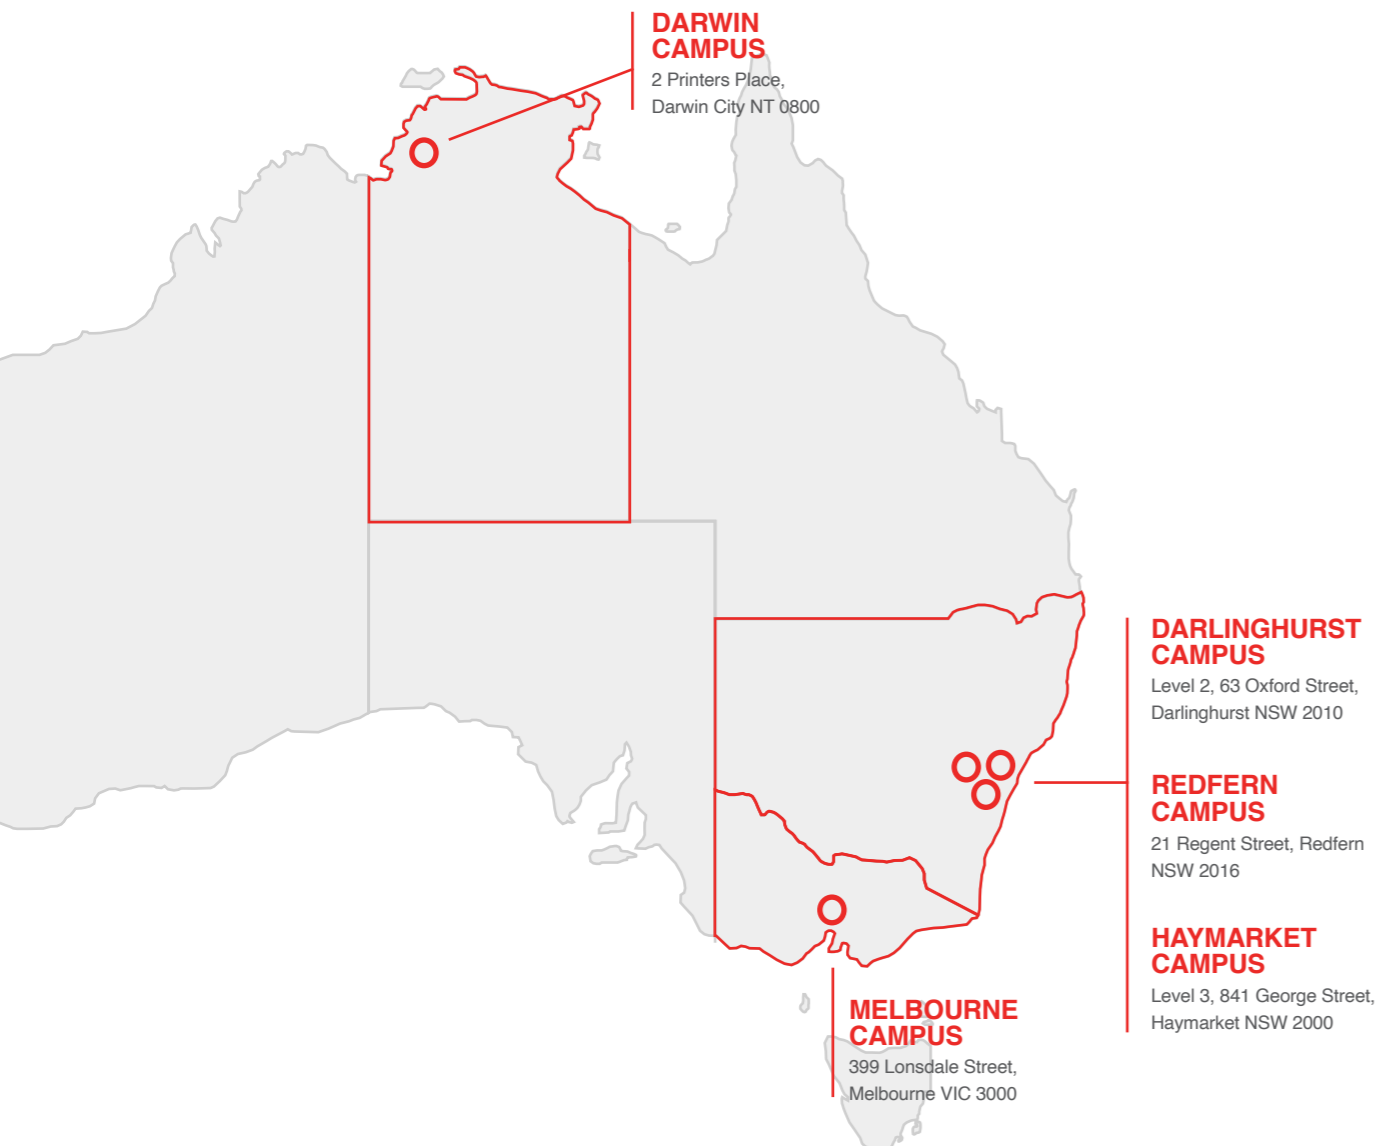 DARWIN
CAMPUS
2 Printers Place,
Darwin City NT 0800
DARLINGHURST
CAMPUS
Level 2, 63 Oxford Street,
Darlinghurst NSW 2010
REDFERN
CAMPUS
21 Regent Street, Redfern
NSW 2016
HAYMARKET
CAMPUS
Level 3, 841 George Street,
Haymarket NSW 2000
MELBOURNE
CAMPUS
399 Lonsdale Street,
Melbourne VIC 3000